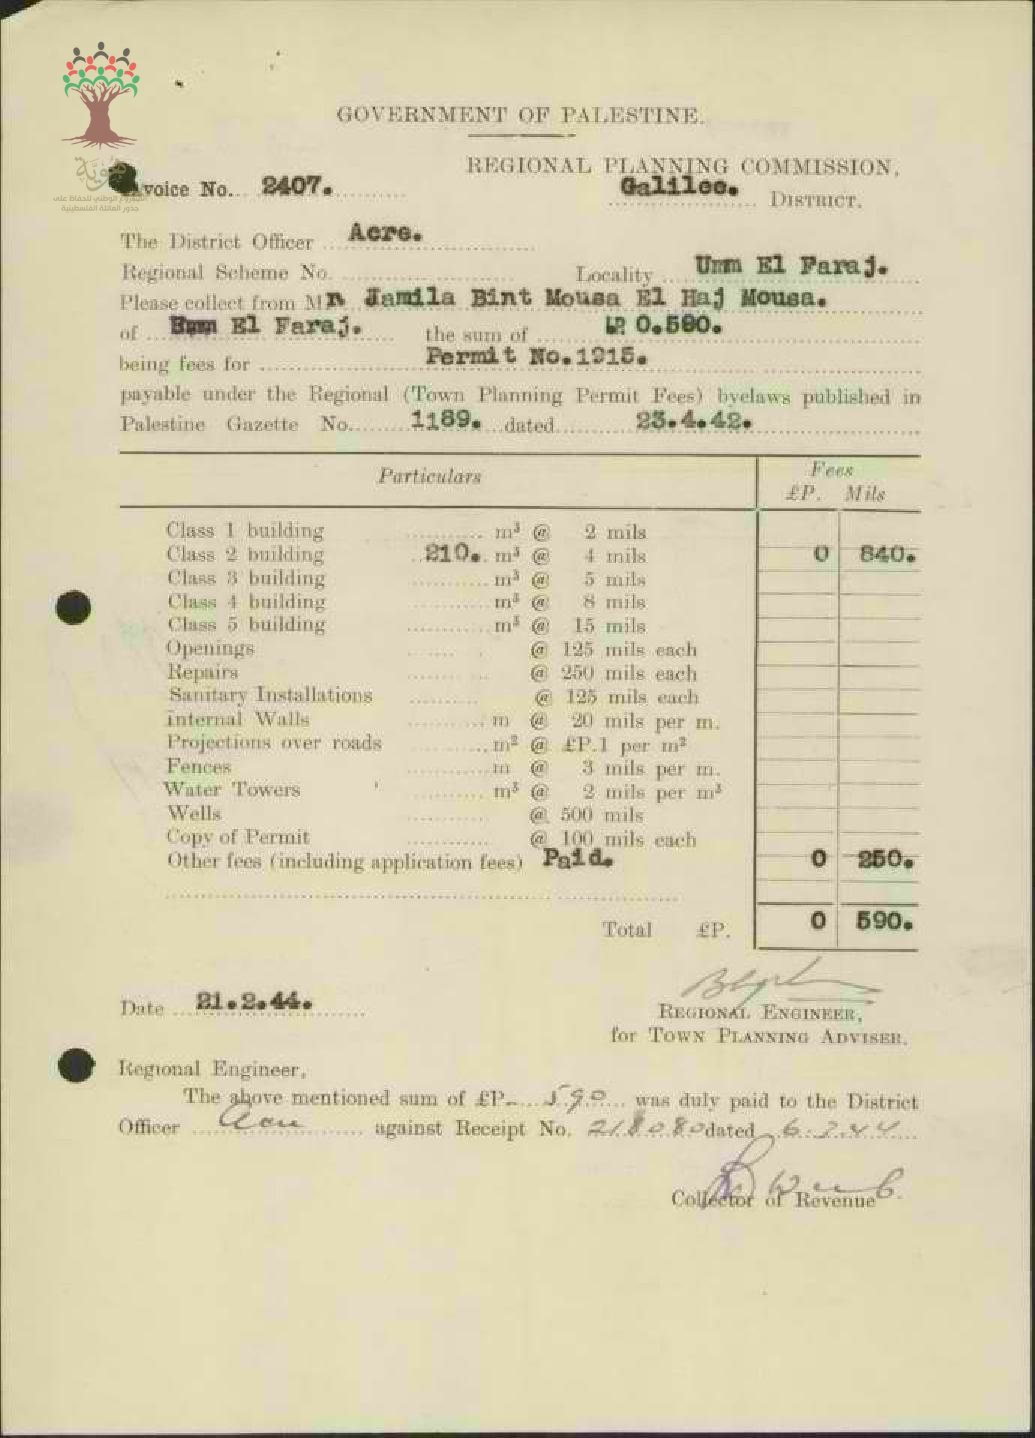 GOVERNMENT OF PALESTINE.
REGIONAL PLANNING COMMISSION,
voice No... 2407.
Galilee. DISTRICT.
هوية
المشروع الوطني للحفاظ على
جذور العائلة الفلسطينية
The District Officer ... Acre.
Regional Scheme No. ... Locality ... Umm El Faraj.
Please collect from Mr Jamila Bint Mousa El Haj Mousa.
of ... Umm El Faraj. the sum of LP 0.590.
being fees for ... Permit No.1915.
payable under the Regional (Town Planning Permit Fees) byelaws published in
Palestine Gazette No. 1189. dated 23.4.42.
Particulars Fees
£P. Mils
Class 1 building m³ @ 2 mils
Class 2 building 210. m³ @ 4 mils 0 840.
Class 3 building m³ @ 5 mils
Class 4 building m³ @ 8 mils
Class 5 building m³ @ 15 mils
Openings @ 125 mils each
Repairs @ 250 mils each
Sanitary Installations @ 125 mils each
Internal Walls m @ 20 mils per m.
Projections over roads m² @ £P.1 per m²
Fences m @ 3 mils per m.
Water Towers m³ @ 2 mils per m³
Wells @ 500 mils
Copy of Permit @ 100 mils each
Other fees (including application fees) Paid. 0 250.
Total £P. 0 590.
Date 21.2.44.
REGIONAL ENGINEER,
for TOWN PLANNING ADVISER.
Regional Engineer,
The above mentioned sum of £P. 590 was duly paid to the District
Officer Acre against Receipt No. 218080 dated 6.3.44
Collector of Revenue